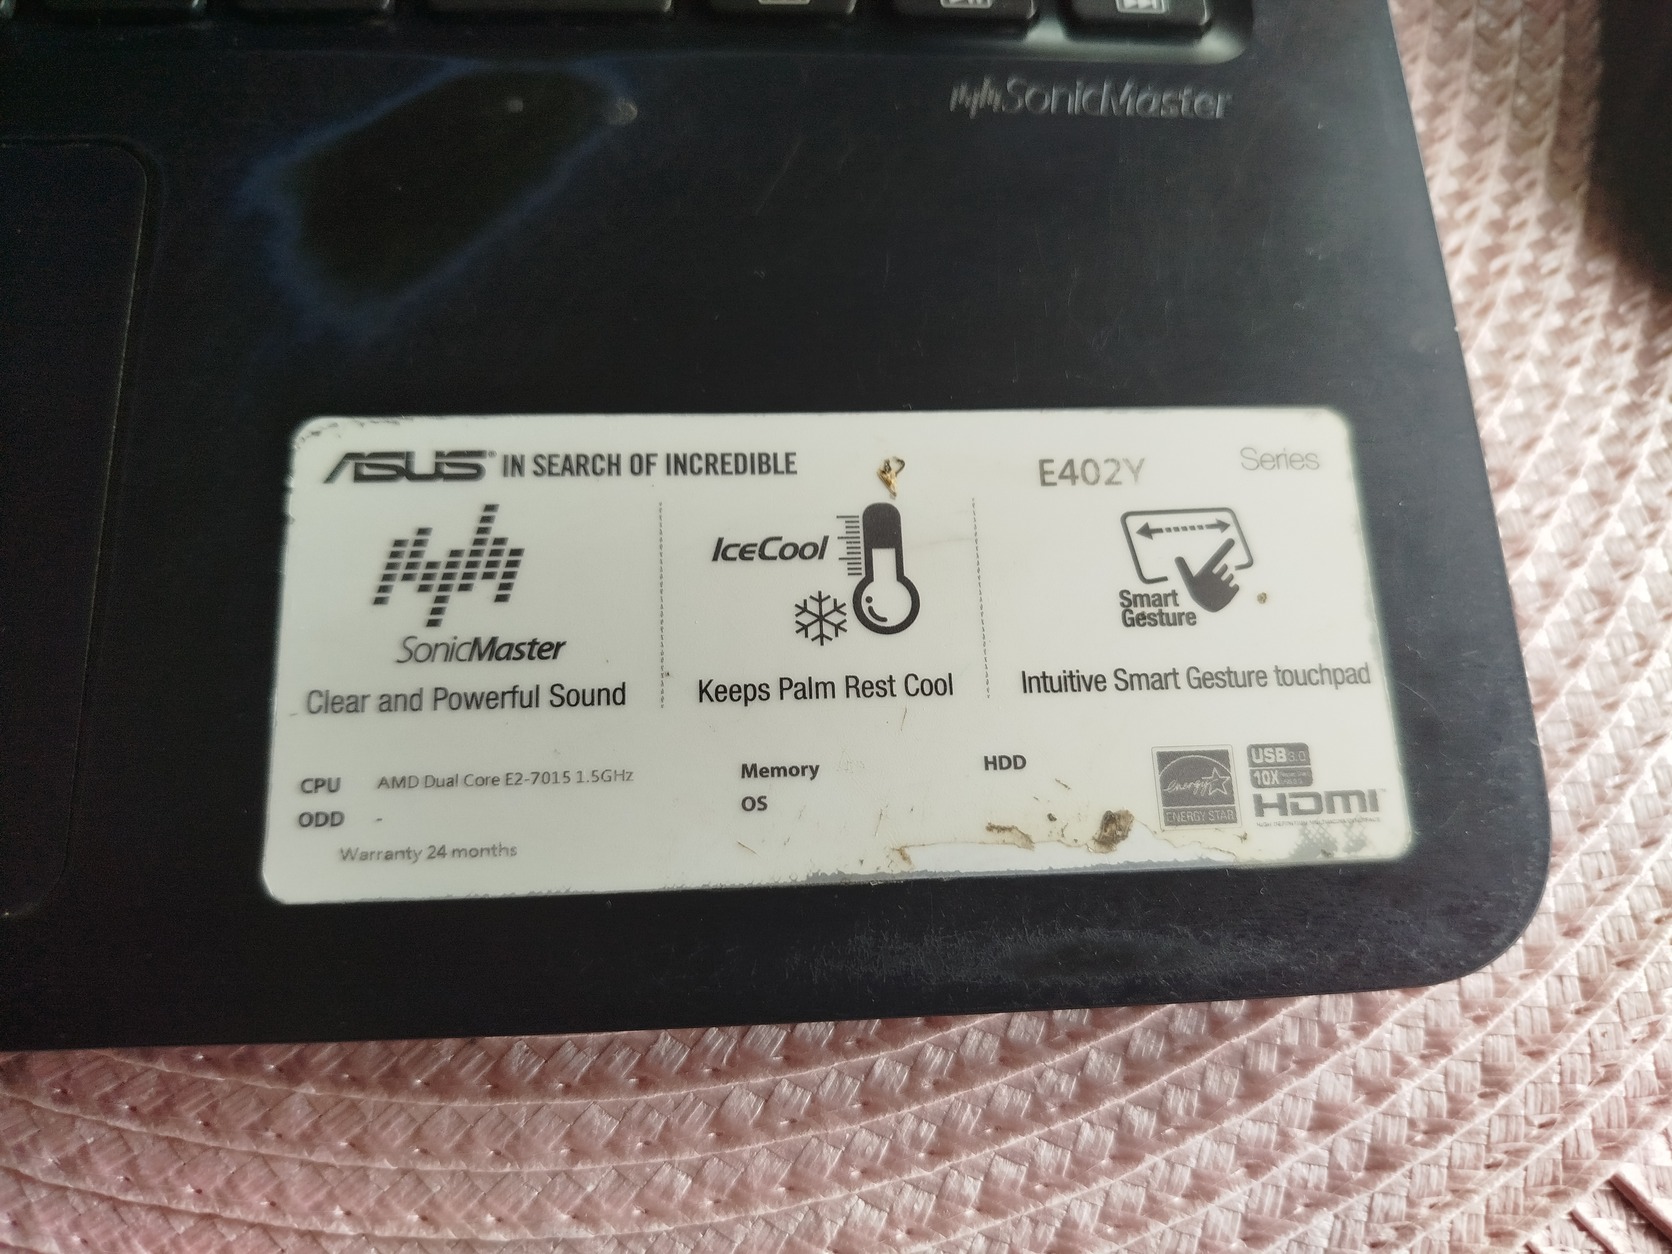 SonicMaster
ASUS IN SEARCH OF INCREDIBLE
E402Y
Series
SonicMaster
Clear and Powerful Sound
IceCool
Keeps Palm Rest Cool
Smart
Gesture
Intuitive Smart Gesture touchpad
CPU AMD Dual Core E2-7015 1.5GHz
ODD -
Warranty 24 months
Memory
OS
HDD
energy
ENERGY STAR
USB 3.0
10X
HDMI